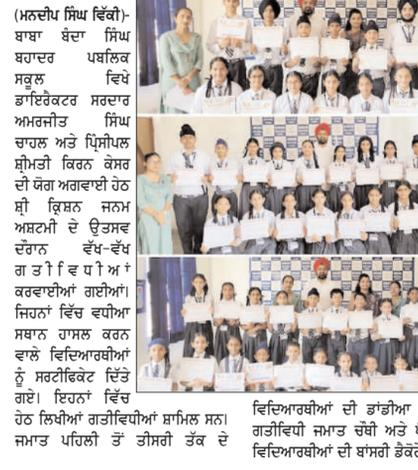 (ਮਨਦੀਪ ਸਿੰਘ ਵਿੱਕੀ)-
ਬਾਬਾ ਬੰਦਾ ਸਿੰਘ
ਬਹਾਦਰ ਪਬਲਿਕ
ਸਕੂਲ ਵਿਖੇ
ਡਾਇਰੈਕਟਰ ਸਰਦਾਰ
ਅਮਰਜੀਤ ਸਿੰਘ
ਚਾਹਲ ਅਤੇ ਪ੍ਰਿੰਸੀਪਲ
ਸ਼੍ਰੀਮਤੀ ਕਿਰਨ ਕੇਸਰ
ਦੀ ਯੋਗ ਅਗਵਾਈ ਹੇਠ
ਸ਼੍ਰੀ ਕ੍ਰਿਸ਼ਨ ਜਨਮ
ਅਸ਼ਟਮੀ ਦੇ ਉਤਸਵ
ਦੌਰਾਨ ਵੱਖ-ਵੱਖ
ਗਤੀਵਿਧੀਆਂ
ਕਰਵਾਈਆਂ ਗਈਆਂ।
ਜਿਹਨਾਂ ਵਿੱਚ ਵਧੀਆ
ਸਥਾਨ ਹਾਸਲ ਕਰਨ
ਵਾਲੇ ਵਿਦਿਆਰਥੀਆਂ
ਨੂੰ ਸਰਟੀਫਿਕੇਟ ਦਿੱਤੇ
ਗਏ। ਇਹਨਾਂ ਵਿੱਚ
ਹੇਠ ਲਿਖੀਆਂ ਗਤੀਵਿਧੀਆਂ ਸ਼ਾਮਿਲ ਸਨ।
ਜਮਾਤ ਪਹਿਲੀ ਤੋਂ ਤੀਸਰੀ ਤੱਕ ਦੇ
ਵਿਦਿਆਰਥੀਆਂ ਦੀ ਡਾਂਡੀਆ
ਗਤੀਵਿਧੀ ਜਮਾਤ ਚੌਥੀ ਅਤੇ
ਵਿਦਿਆਰਥੀਆਂ ਦੀ ਬਾਂਸਰੀ